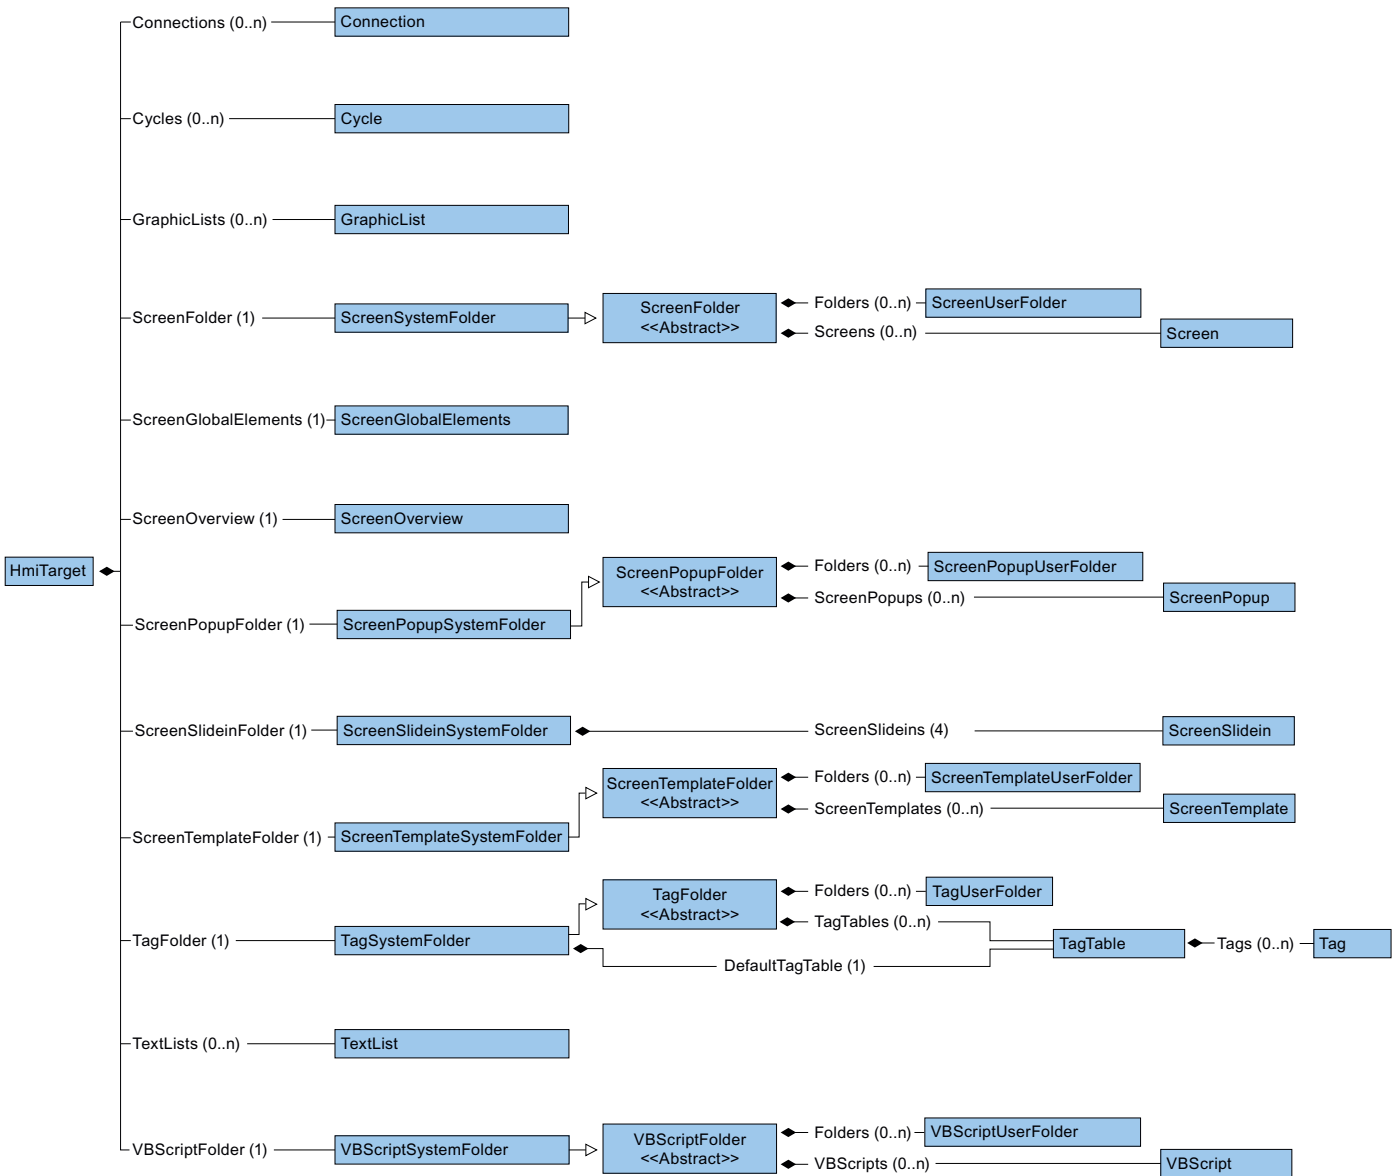 Connections (0..n)
Connection
Cycles (0..n)
Cycle
GraphicLists (0..n)
GraphicList
ScreenFolder (1)
ScreenSystemFolder
ScreenFolder
<<Abstract>>
Folders (0..n)
ScreenUserFolder
Screens (0..n)
Screen
ScreenGlobalElements (1)
ScreenGlobalElements
ScreenOverview (1)
ScreenOverview
HmiTarget
ScreenPopupFolder (1)
ScreenPopupSystemFolder
ScreenPopupFolder
<<Abstract>>
Folders (0..n)
ScreenPopupUserFolder
ScreenPopups (0..n)
ScreenPopup
ScreenSlideinFolder (1)
ScreenSlideinSystemFolder
ScreenSlideins (4)
ScreenSlidein
ScreenTemplateFolder (1)
ScreenTemplateSystemFolder
ScreenTemplateFolder
<<Abstract>>
Folders (0..n)
ScreenTemplateUserFolder
ScreenTemplates (0..n)
ScreenTemplate
TagFolder (1)
TagSystemFolder
TagFolder
<<Abstract>>
Folders (0..n)
TagUserFolder
TagTables (0..n)
DefaultTagTable (1)
TagTable
Tags (0..n)
Tag
TextLists (0..n)
TextList
VBScriptFolder (1)
VBScriptSystemFolder
VBScriptFolder
<<Abstract>>
Folders (0..n)
VBScriptUserFolder
VBScripts (0..n)
VBScript